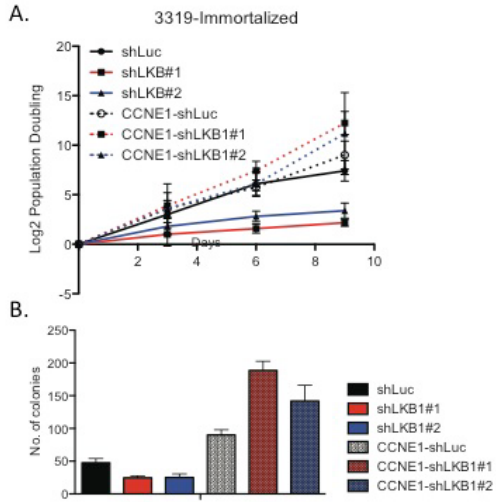 A.
3319-Immortalized
Log2 Population Doubling
20
15
10
5
0
-5
shLuc
shLKB#1
shLKB#2
CCNE1-shLuc
CCNE1-shLKB1#1
CCNE1-shLKB1#2
Days
2
4
6
8
10
B.
No. of colonies
250
200
150
100
50
0
shLuc
shLKB1#1
shLKB1#2
CCNE1-shLuc
CCNE1-shLKB1#1
CCNE1-shLKB1#2